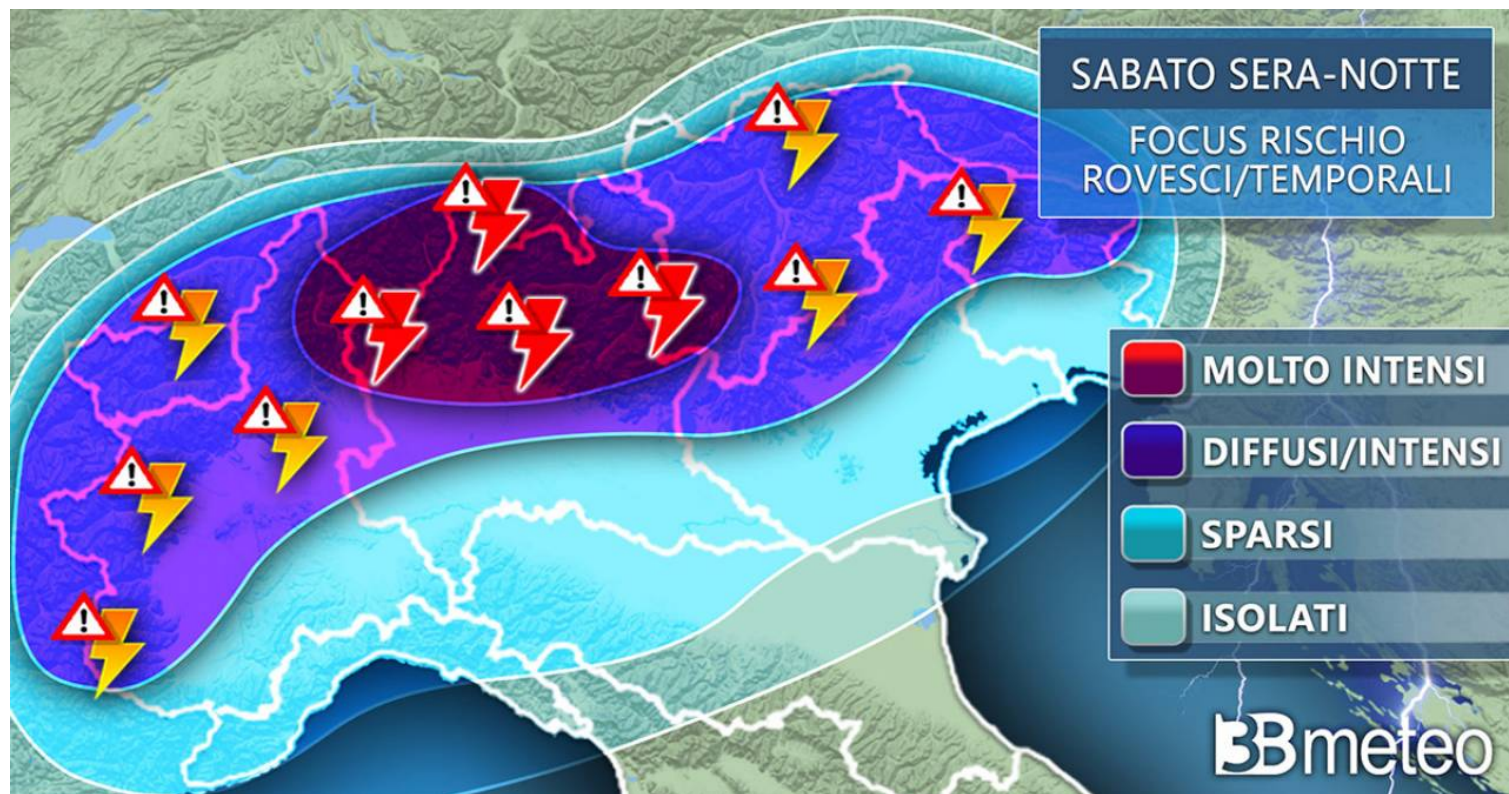 SABATO SERA-NOTTE
FOCUS RISCHIO
ROVESCI/TEMPORALI
MOLTO INTENSI
DIFFUSI/INTENSI
SPARSI
ISOLATI
3Bmeteo